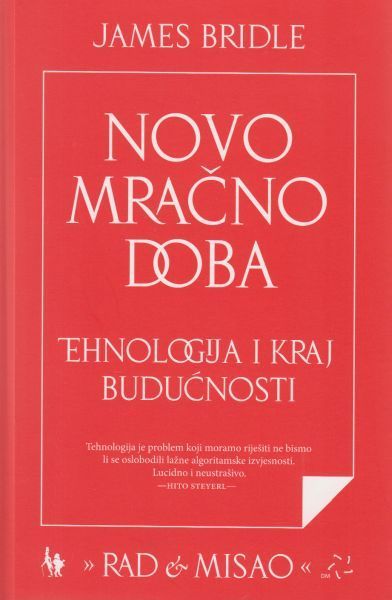 JAMES BRIDLE
NOVO
MRAČNO
DOBA
TEHNOLOGIJA I KRAJ
BUDUĆNOSTI
Tehnologija je problem koji moramo riješiti ne bismo
li se oslobodili lažne algoritamske izvjesnosti.
Lucidno i neustrašivo.
—HITO STEYERL—
» RAD & MISAO «
DM